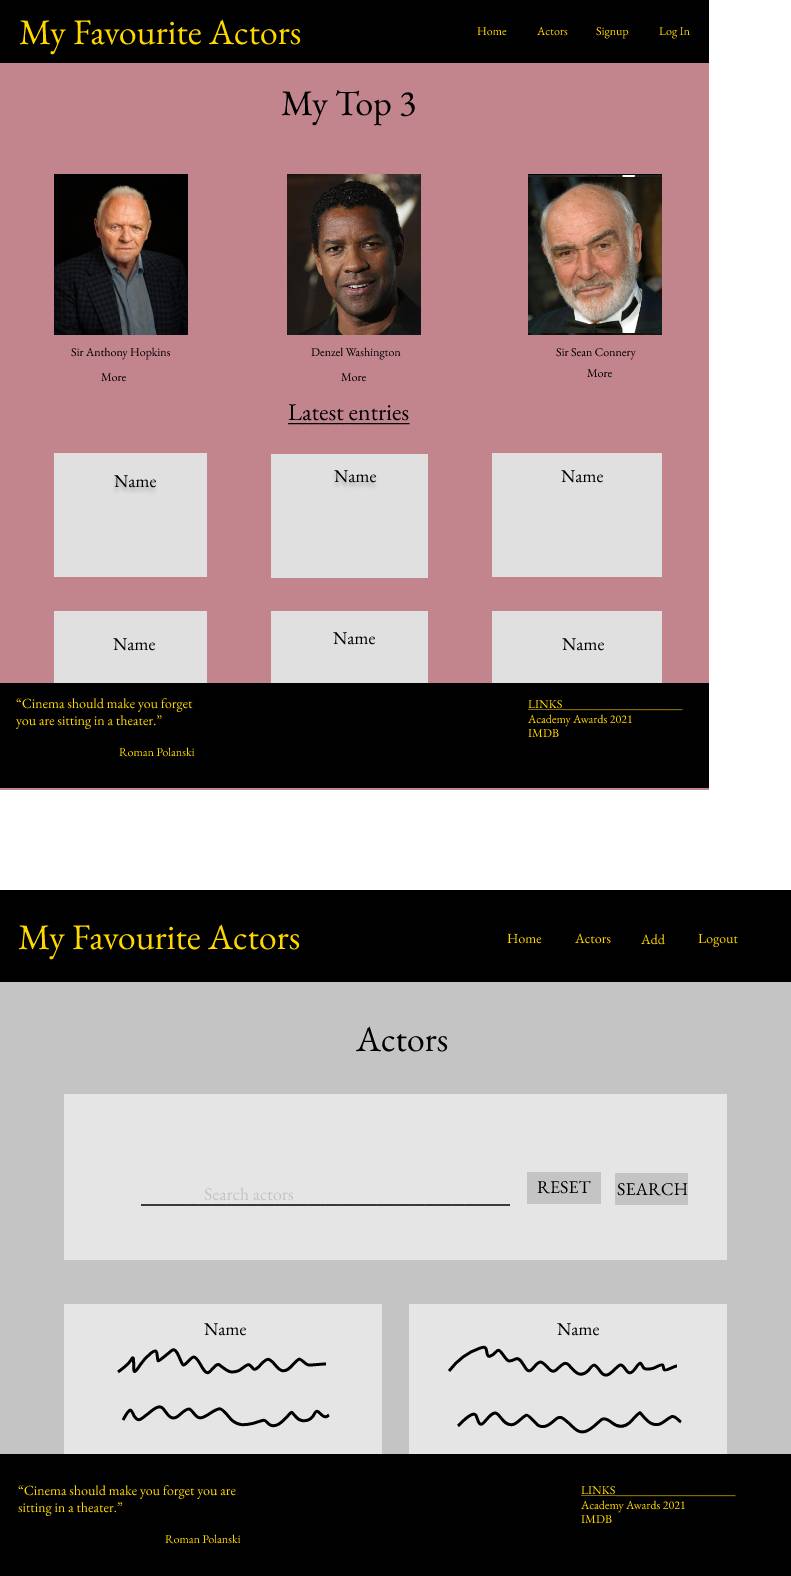 My Favourite Actors
Home Actors Signup Log In
My Top 3
Sir Anthony Hopkins Denzel Washington Sir Sean Connery
More More More
Latest entries
Name Name Name
Name Name Name
“Cinema should make you forget
you are sitting in a theater.”
Roman Polanski
LINKS
Academy Awards 2021
IMDB
My Favourite Actors
Home Actors Add Logout
Actors
Search actors RESET SEARCH
Name Name
“Cinema should make you forget you are
sitting in a theater.”
Roman Polanski
LINKS
Academy Awards 2021
IMDB